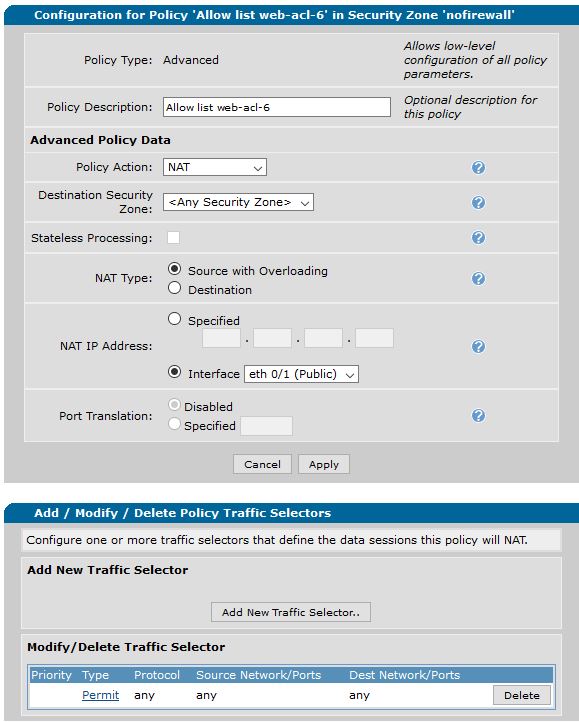 Configuration for Policy 'Allow list web-acl-6' in Security Zone 'nofirewall'
Policy Type: Advanced
Allows low-level
configuration of all policy
parameters.
Policy Description: Allow list web-acl-6
Optional description for
this policy
Advanced Policy Data
Policy Action: NAT
?
Destination Security
Zone: <Any Security Zone>
?
Stateless Processing:
?
NAT Type:
Source with Overloading
Destination
?
NAT IP Address:
Specified
. . .
Interface eth 0/1 (Public)
?
Port Translation:
Disabled
Specified
?
Cancel Apply
Add / Modify / Delete Policy Traffic Selectors
Configure one or more traffic selectors that define the data sessions this policy will NAT.
Add New Traffic Selector
Add New Traffic Selector..
Modify/Delete Traffic Selector
Priority Type Protocol Source Network/Ports Dest Network/Ports
Permit any any any Delete